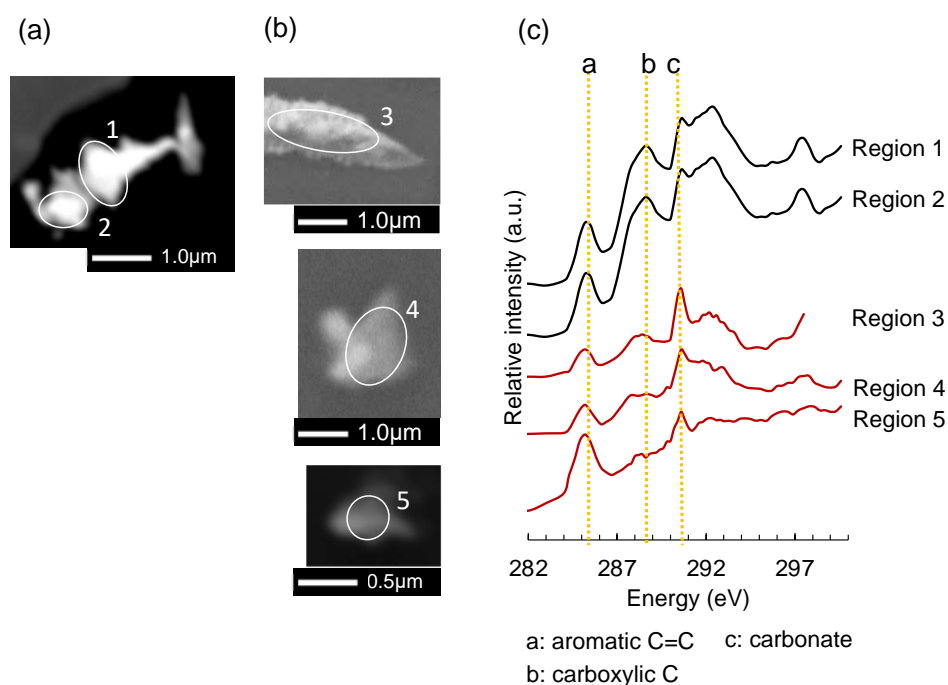 (a)
1
2
1.0µm
(b)
3
1.0µm
4
1.0µm
5
0.5µm
(c)
a b c
Relative intensity (a.u.)
Region 1
Region 2
Region 3
Region 4
Region 5
282 287 292 297
Energy (eV)
a: aromatic C=C c: carbonate
b: carboxylic C